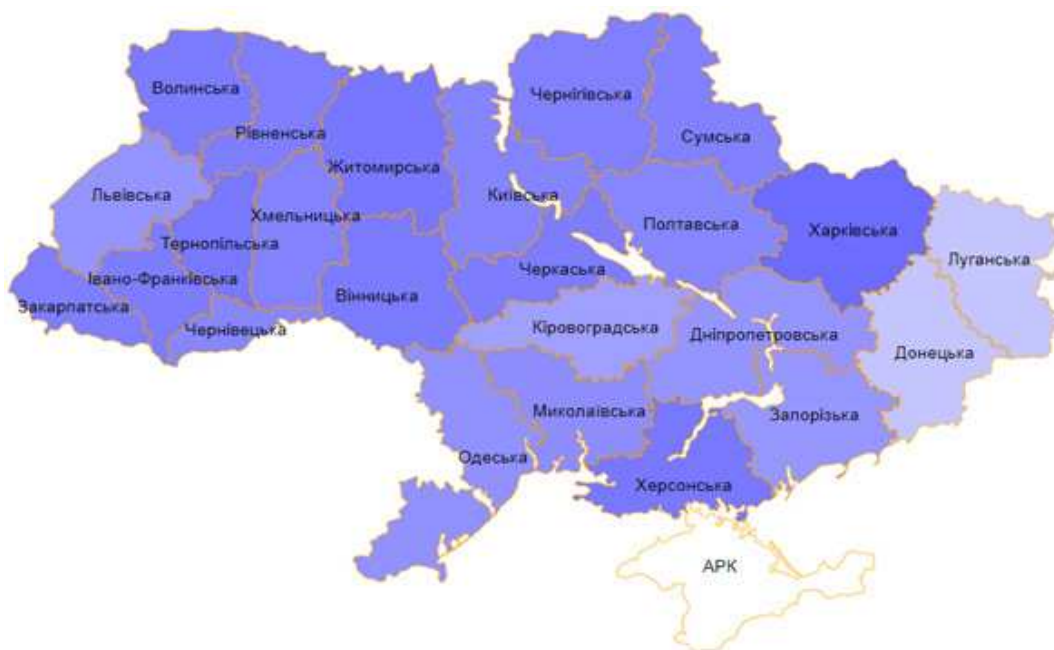 Волинська
Рівненська
Житомирська
Чернігівська
Сумська
Львівська
Тернопільська
Хмельницька
Київська
Полтавська
Харківська
Луганська
Івано-Франківська
Закарпатська
Чернівецька
Вінницька
Черкаська
Кіровоградська
Дніпропетровська
Донецька
Одеська
Миколаївська
Запорізька
Херсонська
АРК